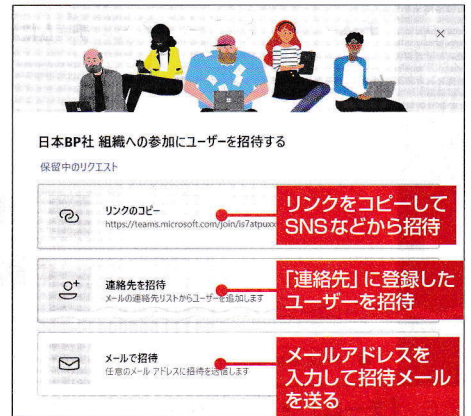 ×
日本BP社 組織への参加にユーザーを招待する
保留中のリクエスト
リンクのコピー
https://teams.microsoft.com/join/is7atpuxx
リンクをコピーして
SNSなどから招待
連絡先を招待
メールの連絡先リストからユーザーを追加します
「連絡先」に登録した
ユーザーを招待
メールで招待
任意のメール アドレスに招待を送信します
メールアドレスを
入力して招待メール
を送る